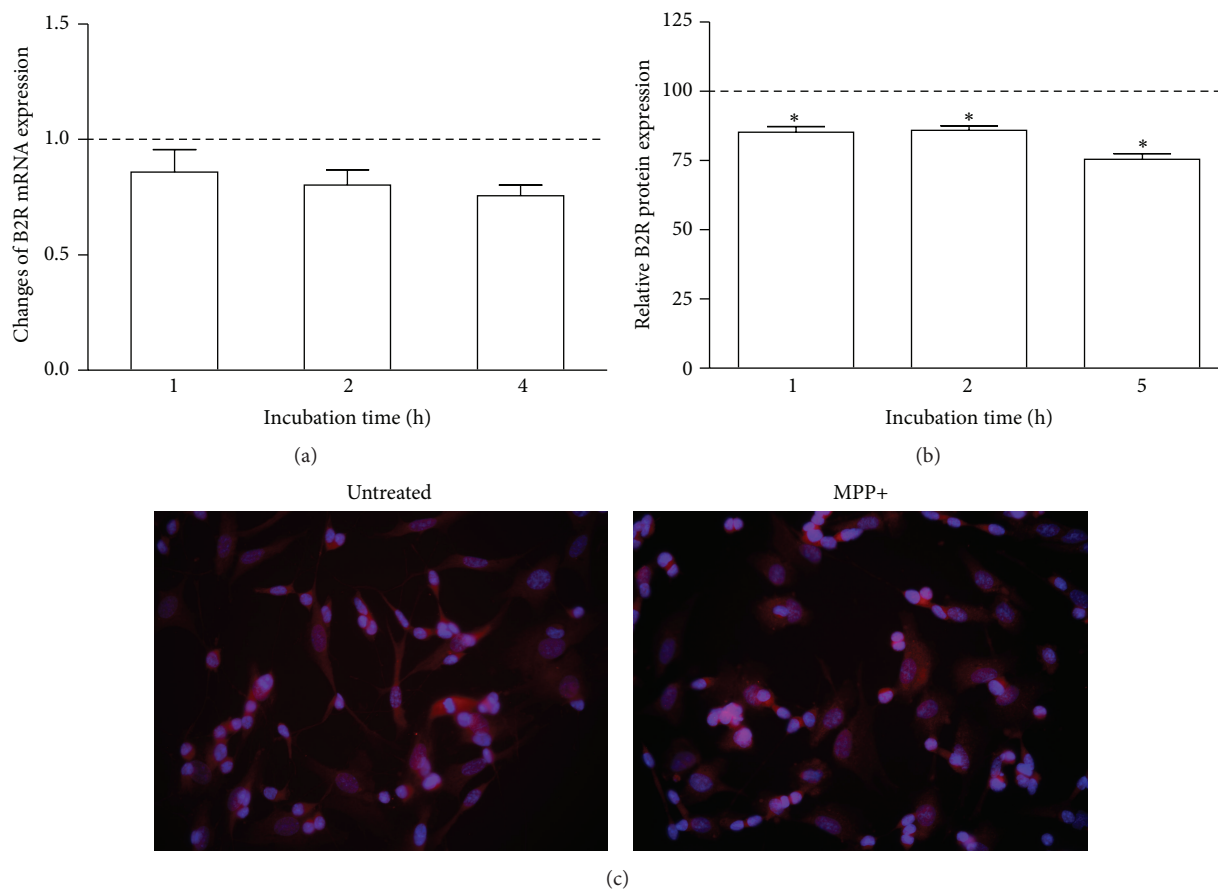 1.5
1.0
0.5
0.0
Changes of B2R mRNA expression
1 2 4
Incubation time (h)
(a)
125
100
75
50
25
0
Relative B2R protein expression
* * *
1 2 5
Incubation time (h)
(b)
Untreated
MPP+
(c)